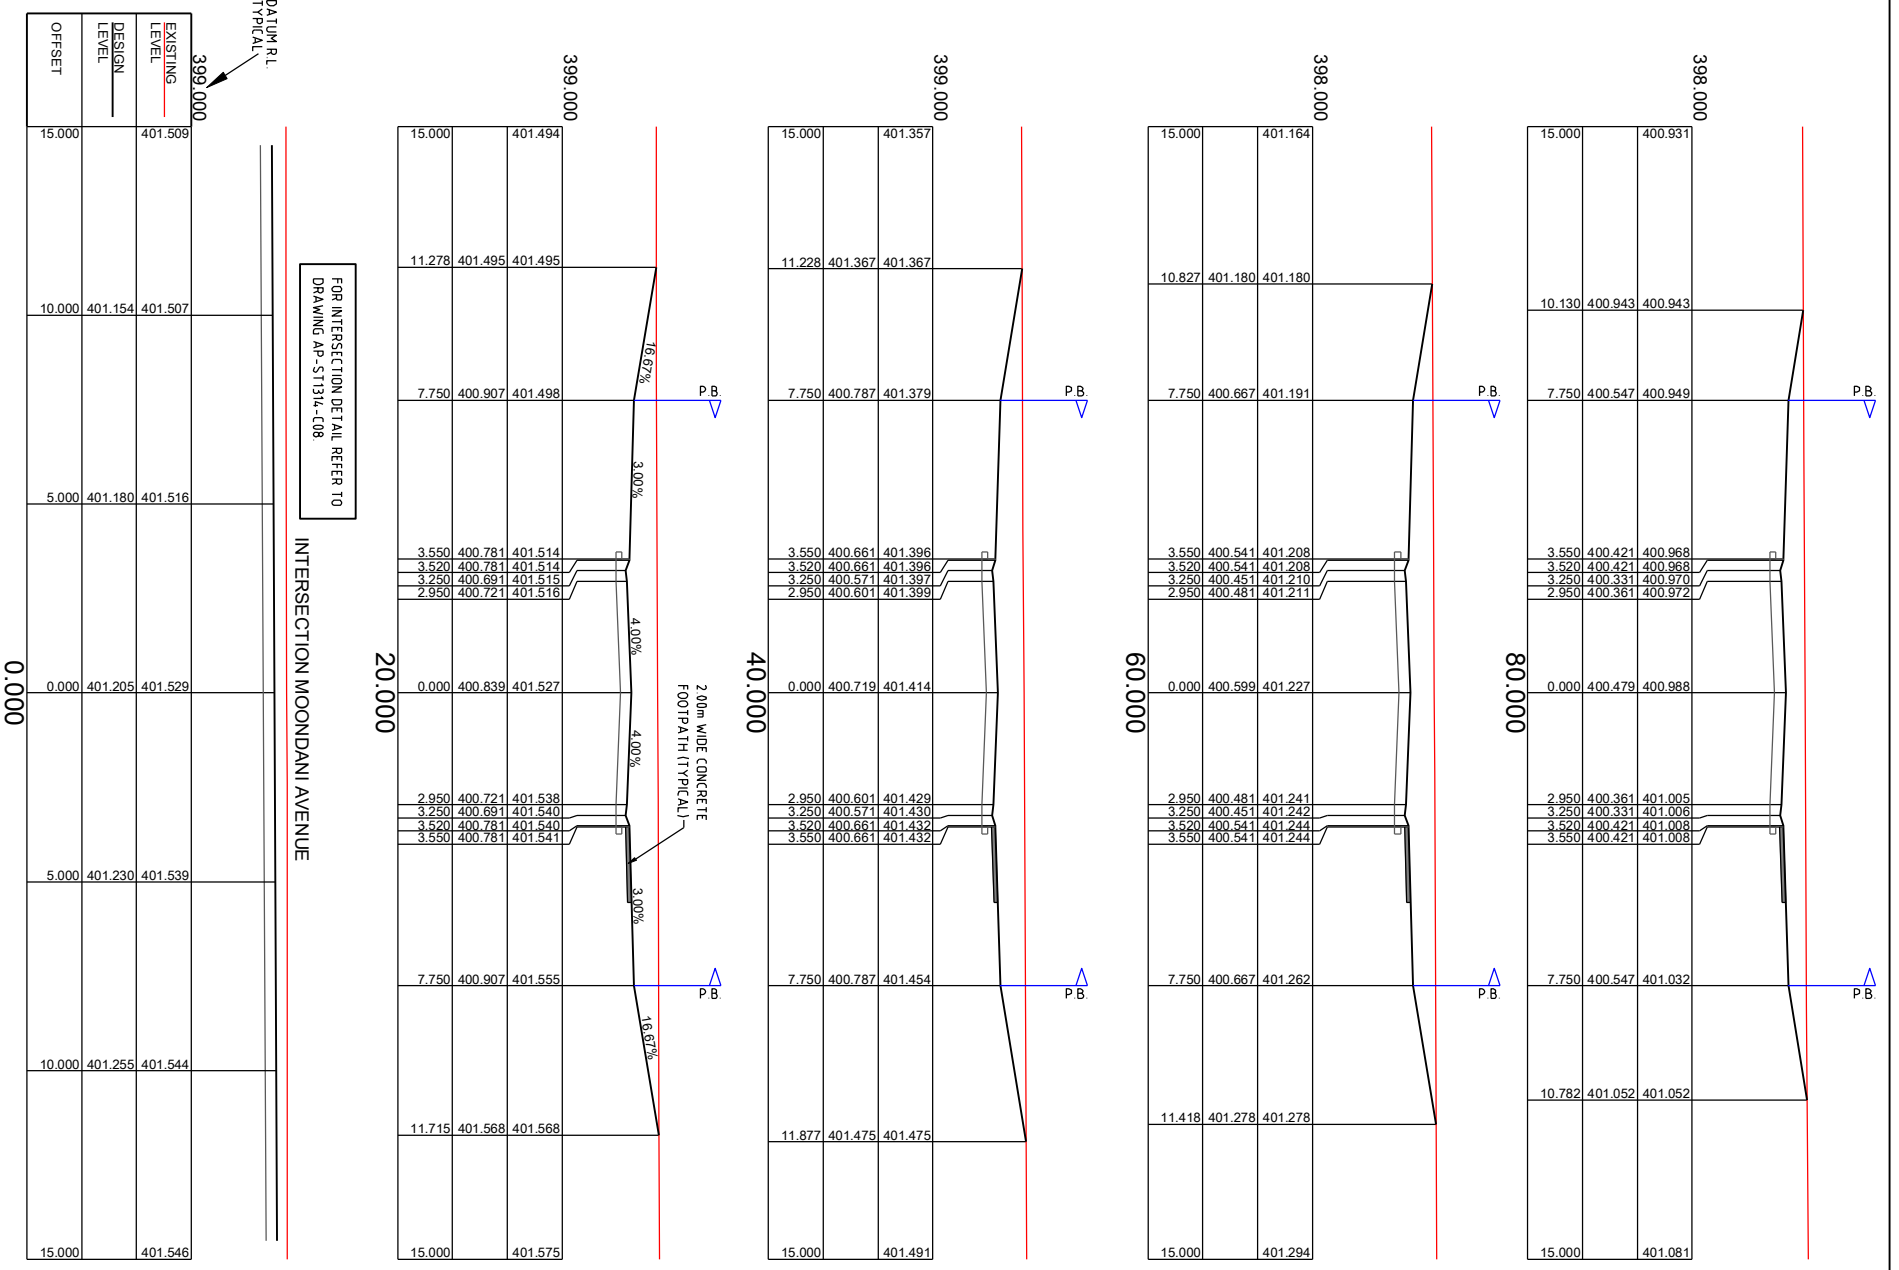 DATUM R.L.
TYPICAL
399.000
EXISTING
LEVEL
DESIGN
LEVEL
OFFSET
401.509 401.507 401.516 401.529 401.539 401.544 401.546
401.154 401.180 401.205 401.230 401.255
15.000 10.000 5.000 0.000 5.000 10.000 15.000
0.000
INTERSECTION MOONDANI AVENUE
FOR INTERSECTION DETAIL REFER TO
DRAWING AP-ST1314-C08.
399.000
16.67% 3.00% 4.00% 4.00% 3.00% 16.67%
P.B. P.B.
2.00m WIDE CONCRETE
FOOTPATH (TYPICAL)
401.494 401.495 401.498 401.514 401.514 401.515 401.516 401.527 401.538 401.540 401.540 401.541 401.555 401.568 401.575
401.495 400.907 400.781 400.781 400.691 400.721 400.839 400.721 400.691 400.781 400.781 400.907 401.568
15.000 11.278 7.750 3.550 3.520 3.250 2.950 0.000 2.950 3.250 3.520 3.550 7.750 11.715 15.000
20.000
399.000
P.B. P.B.
401.357 401.367 401.379 401.396 401.396 401.397 401.399 401.414 401.429 401.430 401.432 401.432 401.454 401.475 401.491
401.367 400.787 400.661 400.661 400.571 400.601 400.719 400.601 400.571 400.661 400.661 400.787 401.475
15.000 11.228 7.750 3.550 3.520 3.250 2.950 0.000 2.950 3.250 3.520 3.550 7.750 11.877 15.000
40.000
398.000
P.B. P.B.
401.164 401.180 401.191 401.208 401.208 401.210 401.211 401.227 401.241 401.242 401.244 401.244 401.262 401.278 401.294
401.180 400.667 400.541 400.541 400.451 400.481 400.599 400.481 400.451 400.541 400.541 400.667 401.278
15.000 10.827 7.750 3.550 3.520 3.250 2.950 0.000 2.950 3.250 3.520 3.550 7.750 11.418 15.000
60.000
398.000
P.B. P.B.
400.931 400.943 400.949 400.968 400.968 400.970 400.972 400.988 401.005 401.006 401.008 401.008 401.032 401.052 401.081
400.943 400.547 400.421 400.421 400.331 400.361 400.479 400.361 400.331 400.421 400.421 400.547 401.052
15.000 10.130 7.750 3.550 3.520 3.250 2.950 0.000 2.950 3.250 3.520 3.550 7.750 10.782 15.000
80.000